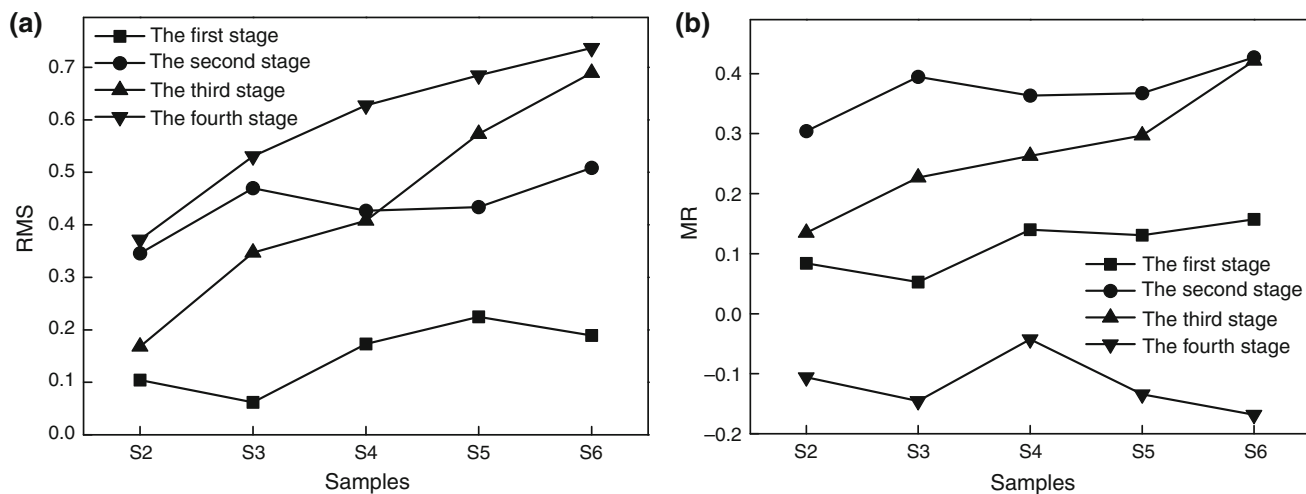 (a)
The first stage
The second stage
The third stage
The fourth stage
RMS
0.7
0.6
0.5
0.4
0.3
0.2
0.1
0.0
S2 S3 S4 S5 S6
Samples
(b)
MR
0.4
0.3
0.2
0.1
0.0
–0.1
–0.2
The first stage
The second stage
The third stage
The fourth stage
S2 S3 S4 S5 S6
Samples